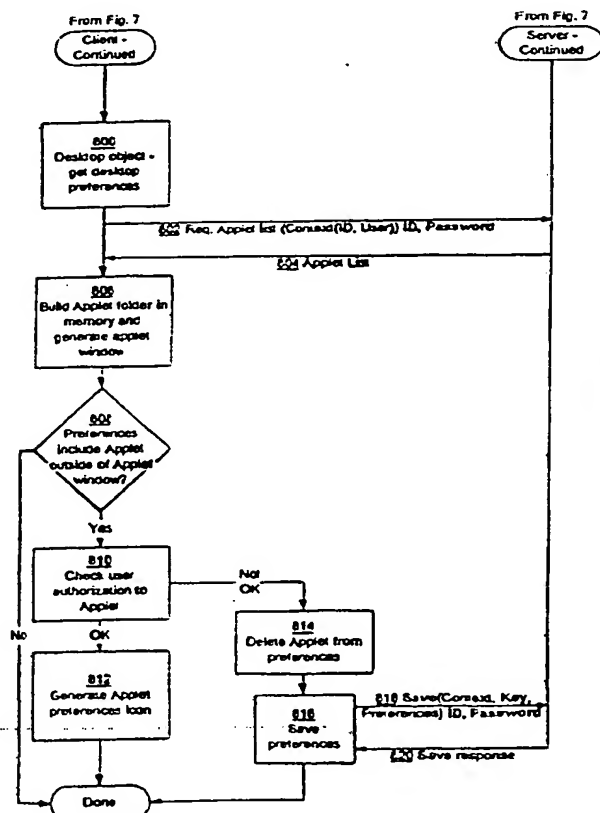 From Fig. 7
Client -
Continued
From Fig. 7
Server -
Continued
800
Desktop object -
get desktop
preferences
802 Req. Applet list (Context(ID, User)) ID, Password
804 Applet List
806
Build Applet folder in
memory and
generate applet
window
Preferences
include Applet
outside of Applet
window?
Yes
No
810
Check user
authorization to
Applet
Not
OK
OK
814
Delete Applet from
preferences
812
Generate Applet
preferences Icon
816
Save
preferences
818 Save(Context, Key,
Preferences) ID, Password
820 Save response
Done